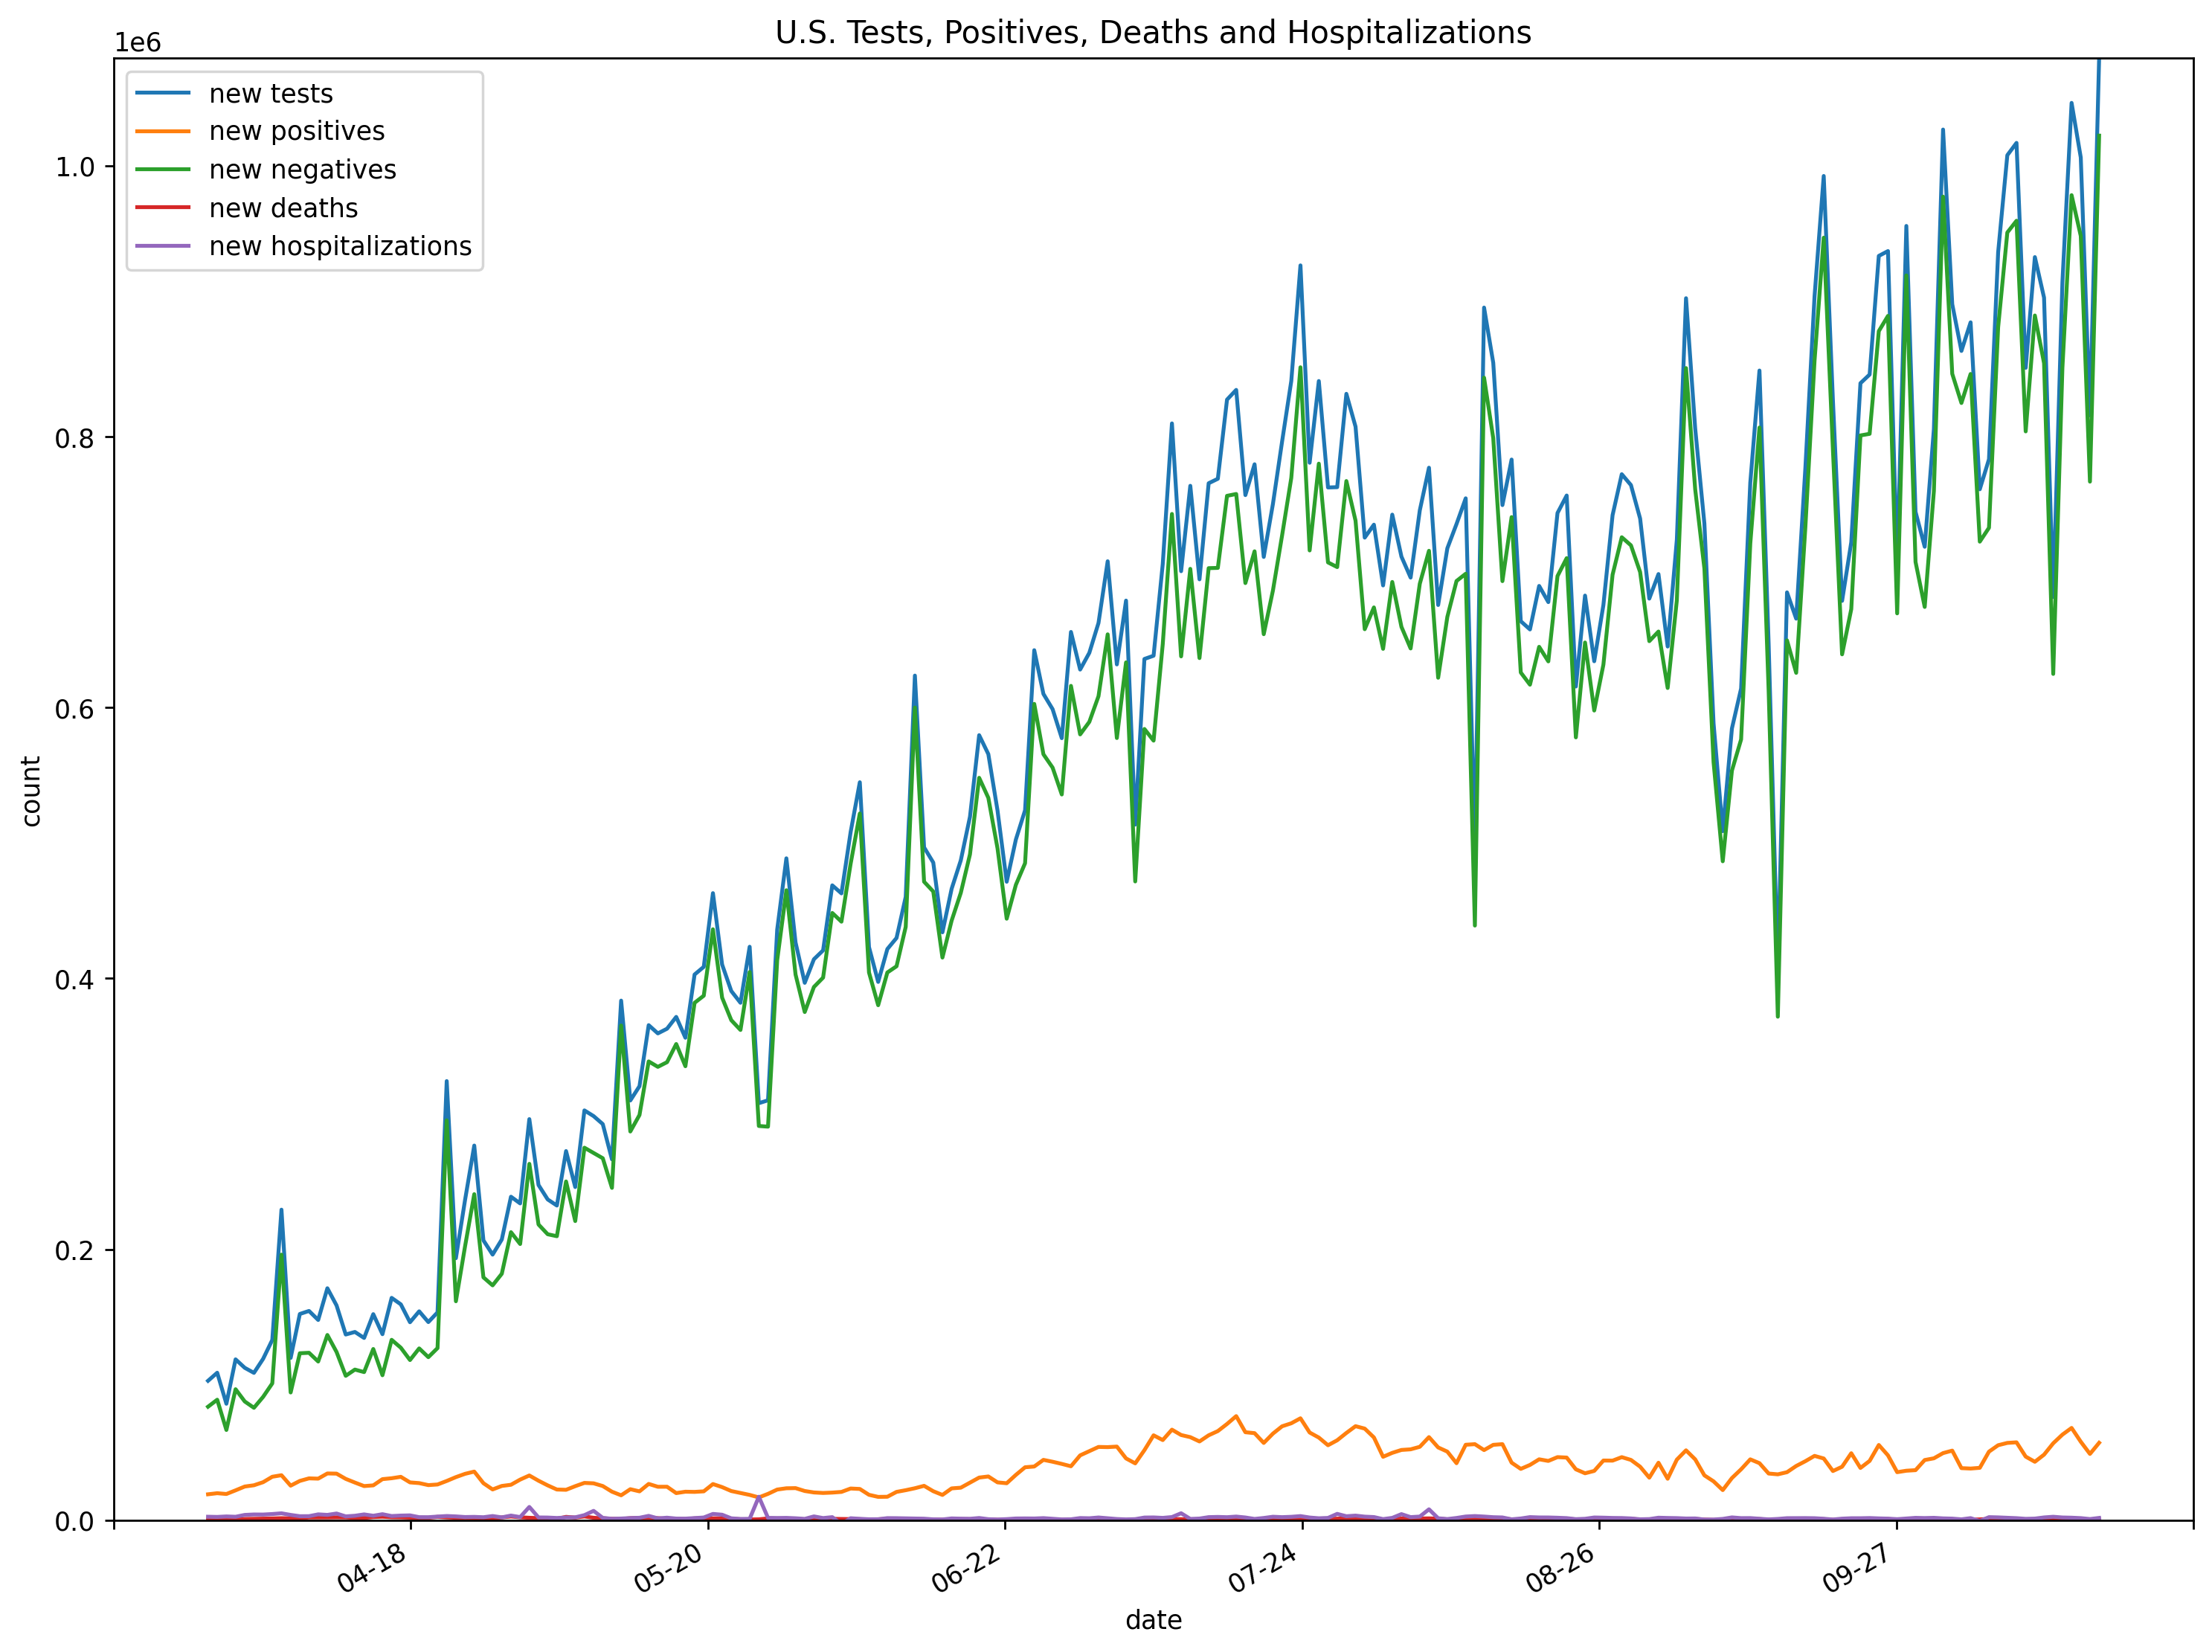 U.S. Tests, Positives, Deaths and Hospitalizations
1e6
new tests
new positives
new negatives
new deaths
new hospitalizations
1.0
0.8
0.6
0.4
0.2
0.0
count
04-18
05-20
06-22
07-24
08-26
09-27
date